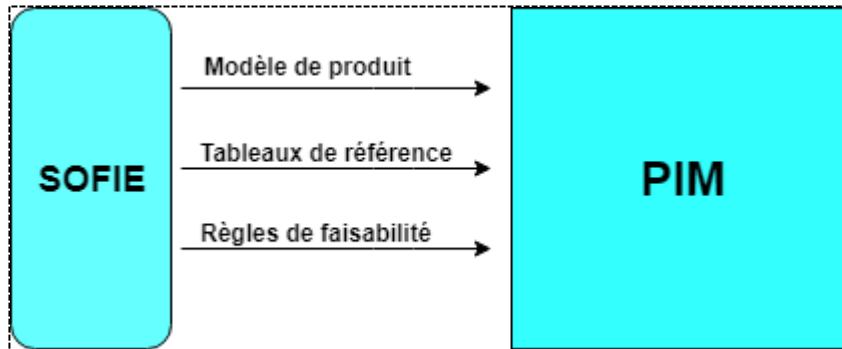 SOFIE
Modèle de produit
Tableaux de référence
Règles de faisabilité
PIM